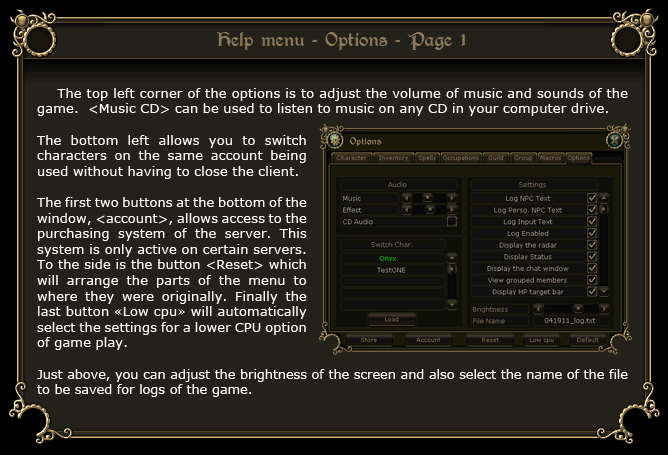 Help menu - Options - Page 1
The top left corner of the options is to adjust the volume of music and sounds of the
game. <Music CD> can be used to listen to music on any CD in your computer drive.
The bottom left allows you to switch
characters on the same account being
used without having to close the client.
The first two buttons at the bottom of the
window, <account>, allows access to the
purchasing system of the server. This
system is only active on certain servers.
To the side is the button <Reset> which
will arrange the parts of the menu to
where they were originally. Finally the
last button «Low cpu» will automatically
select the settings for a lower CPU option
of game play.
Options
Character Inventory Spells Occupations Guild Group Macros Options
Audio
Music
Effect
CD Audio
Switch Char.
Onyx
TestONE
Load
Settings
Log NPC Text
Log Perso. NPC Text
Log Input Text
Log Enabled
Display the radar
Display Status
Display the chat window
View grouped members
Display HP target bar
Brightness
File Name 041911_log.txt
Store Account Reset Low cpu Default
Just above, you can adjust the brightness of the screen and also select the name of the file
to be saved for logs of the game.